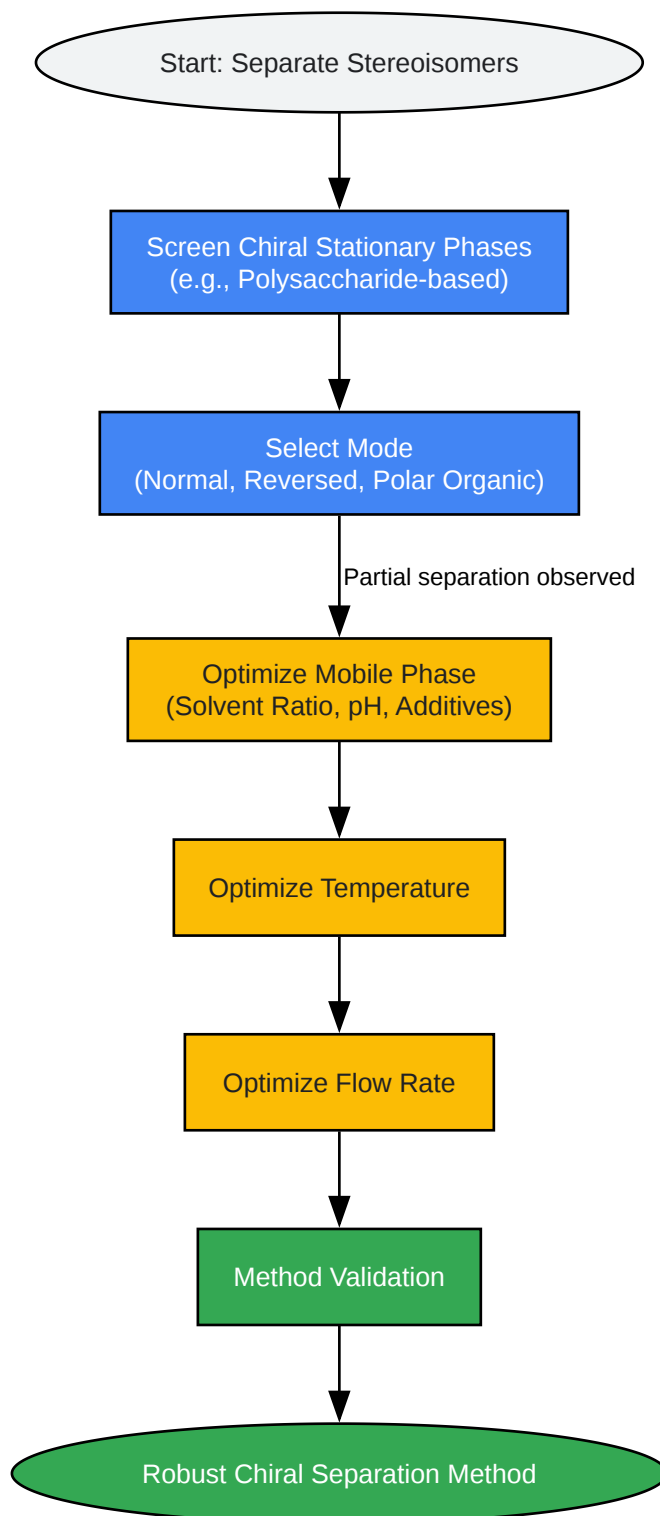 Start: Separate Stereoisomers
Screen Chiral Stationary Phases
(e.g., Polysaccharide-based)
Select Mode
(Normal, Reversed, Polar Organic)
Partial separation observed
Optimize Mobile Phase
(Solvent Ratio, pH, Additives)
Optimize Temperature
Optimize Flow Rate
Method Validation
Robust Chiral Separation Method